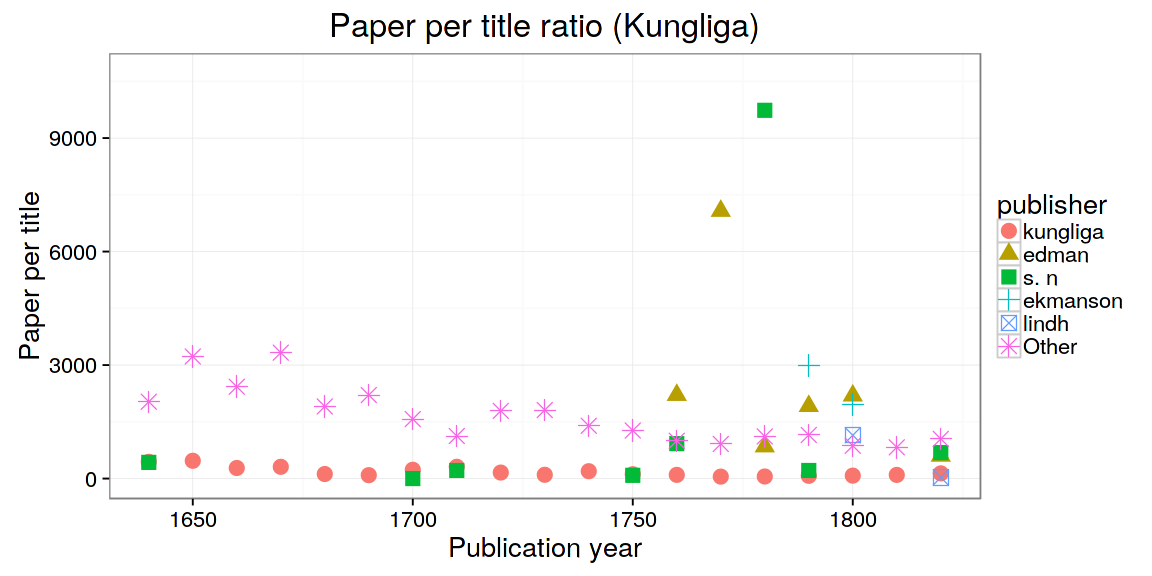 Paper per title ratio (Kungliga)
Paper per title
9000
6000
3000
0
1650
1700
1750
1800
Publication year
publisher
kungliga
edman
s. n
ekmanson
lindh
Other